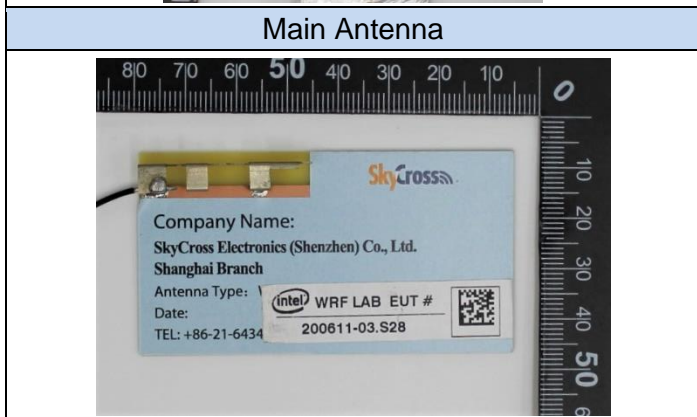 Main Antenna
80 70 60 50 40 30 20 10 0
10
20
30
40
50
SkyCross
Company Name:
SkyCross Electronics (Shenzhen) Co., Ltd.
Shanghai Branch
Antenna Type:
Date:
TEL: +86-21-6434
intel WRF LAB EUT #
200611-03.S28